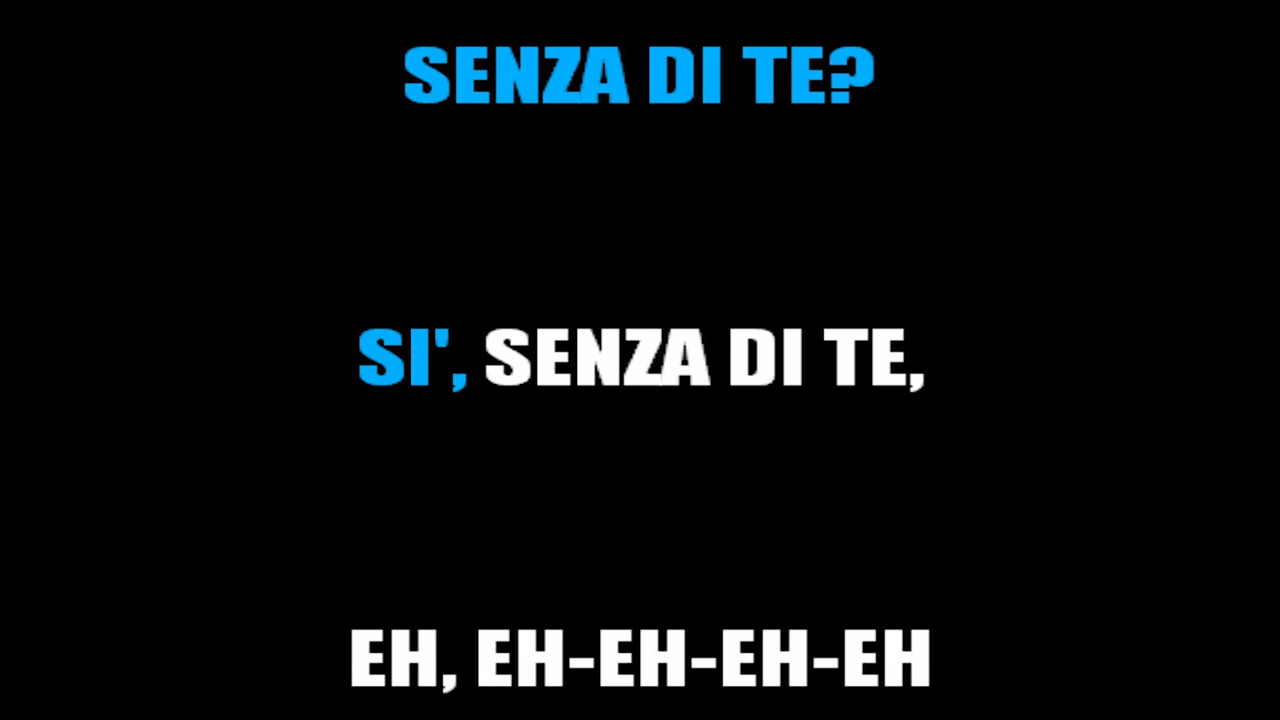 SENZA DI TE?
SI', SENZA DI TE,
EH, EH-EH-EH-EH